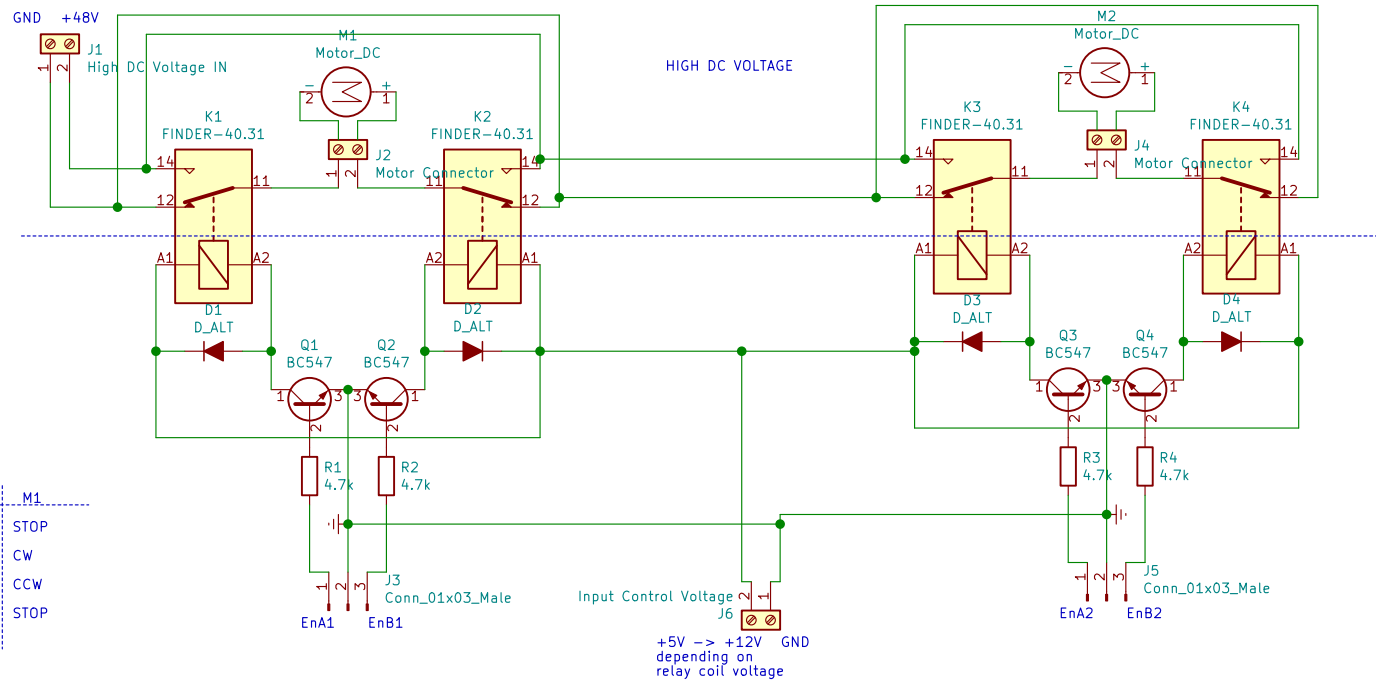 GND +48V
J1
High DC Voltage IN
1 2
M1
Motor_DC
− +
2 1
HIGH DC VOLTAGE
M2
Motor_DC
− +
2 1
K1
FINDER-40.31
14
11
12
A1 A2
J2
Motor Connector
1 2
K2
FINDER-40.31
14
11
12
A2 A1
K3
FINDER-40.31
14
11
12
A1 A2
J4
Motor Connector
1 2
K4
FINDER-40.31
14
11
12
A2 A1
D1
D_ALT
D2
D_ALT
D3
D_ALT
D4
D_ALT
Q1
BC547
1 3
2
Q2
BC547
3 1
2
Q3
BC547
1 3
2
Q4
BC547
3 1
2
R1
4.7k
R2
4.7k
R3
4.7k
R4
4.7k
M1
STOP
CW
CCW
STOP
1 2 3
J3
Conn_01x03_Male
EnA1 EnB1
Input Control Voltage
J6
2 1
+5V -> +12V GND
depending on
relay coil voltage
1 2 3
J5
Conn_01x03_Male
EnA2 EnB2